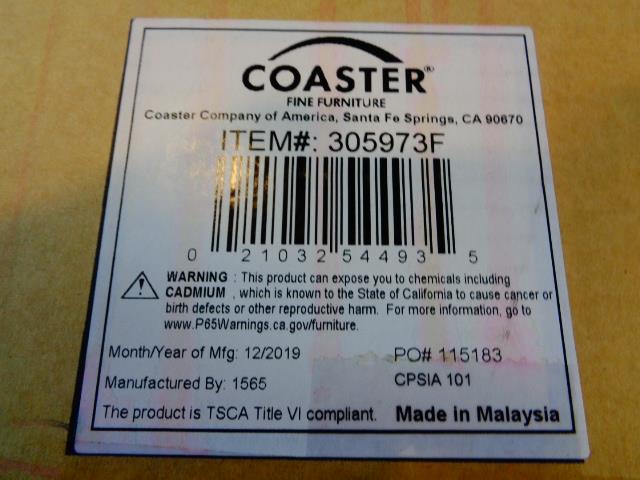 COASTER®
FINE FURNITURE
Coaster Company of America, Santa Fe Springs, CA 90670
ITEM#: 305973F
0 21032 54493 5
WARNING : This product can expose you to chemicals including
CADMIUM , which is known to the State of California to cause cancer or
birth defects or other reproductive harm. For more information, go to
www.P65Warnings.ca.gov/furniture.
Month/Year of Mfg: 12/2019 PO# 115183
Manufactured By: 1565 CPSIA 101
The product is TSCA Title VI compliant. Made in Malaysia